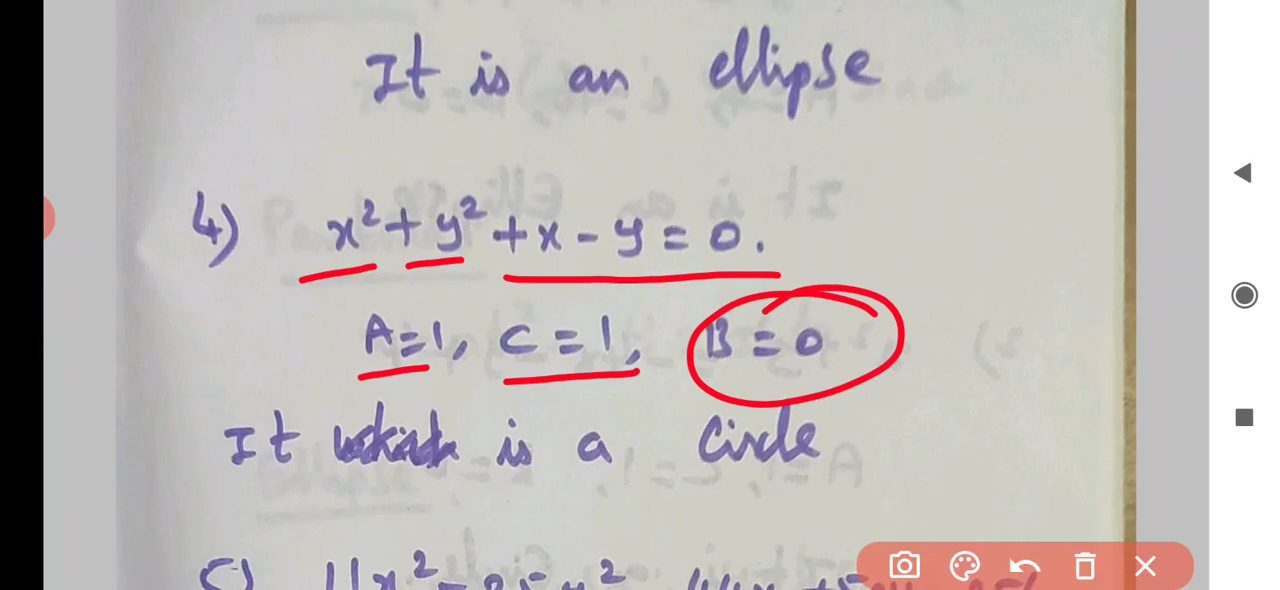 It is an ellipse
4) x² + y² + x - y = 0.
A = 1, C = 1, B = 0
It is a Circle